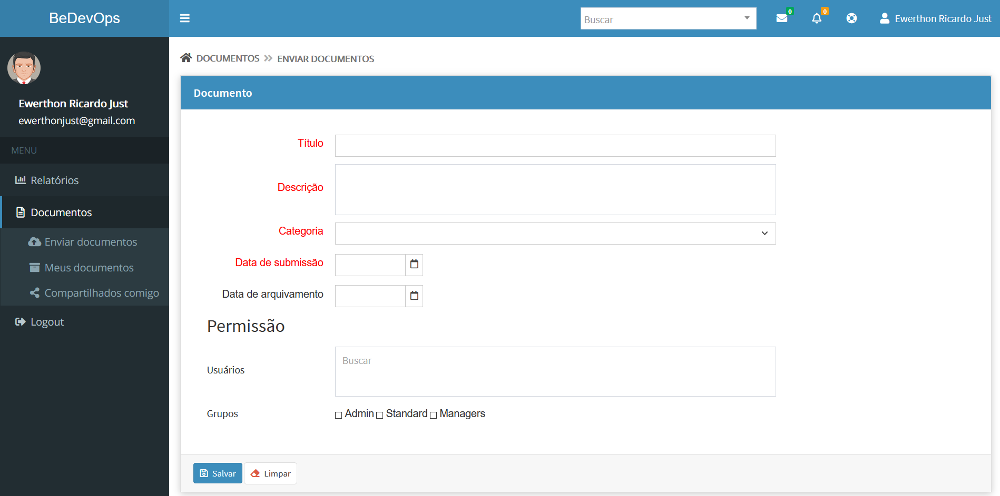 BeDevOps
Buscar
0
0
Ewerthon Ricardo Just
Ewerthon Ricardo Just
ewerthonjust@gmail.com
MENU
Relatórios
Documentos
Enviar documentos
Meus documentos
Compartilhados comigo
Logout
DOCUMENTOS » ENVIAR DOCUMENTOS
Documento
Título
Descrição
Categoria
Data de submissão
Data de arquivamento
Permissão
Usuários
Buscar
Grupos
Admin Standard Managers
Salvar
Limpar